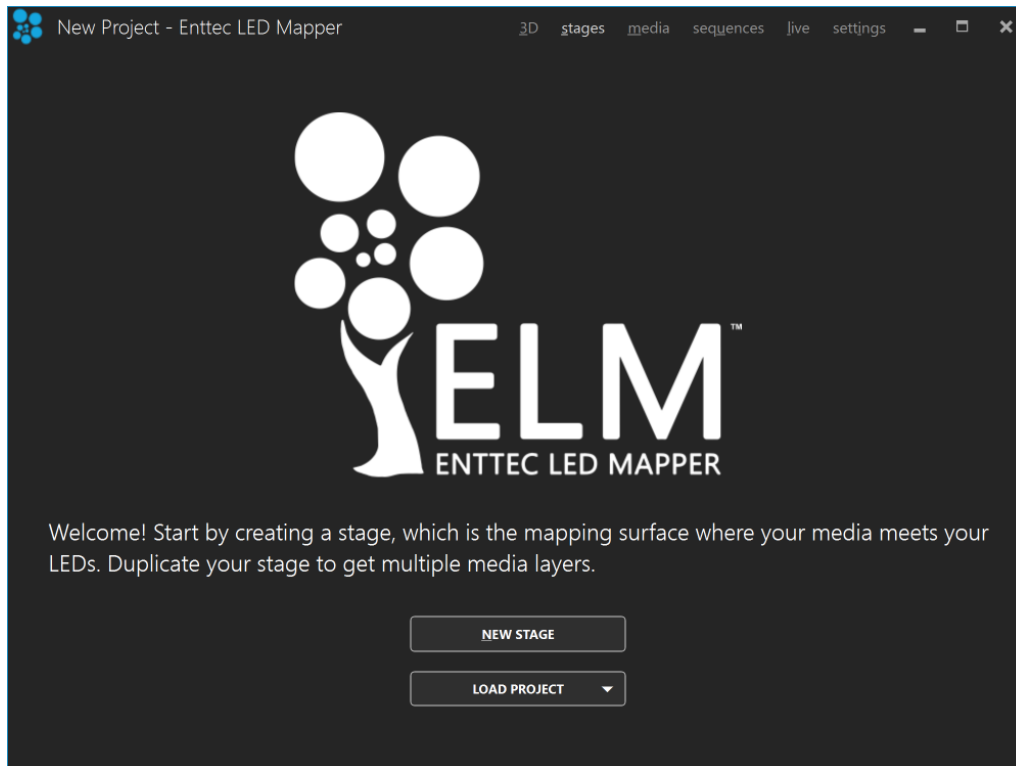 New Project - Enttec LED Mapper 3D stages media sequences live settings
ELM™
ENTTEC LED MAPPER
Welcome! Start by creating a stage, which is the mapping surface where your media meets your
LEDs. Duplicate your stage to get multiple media layers.
NEW STAGE
LOAD PROJECT